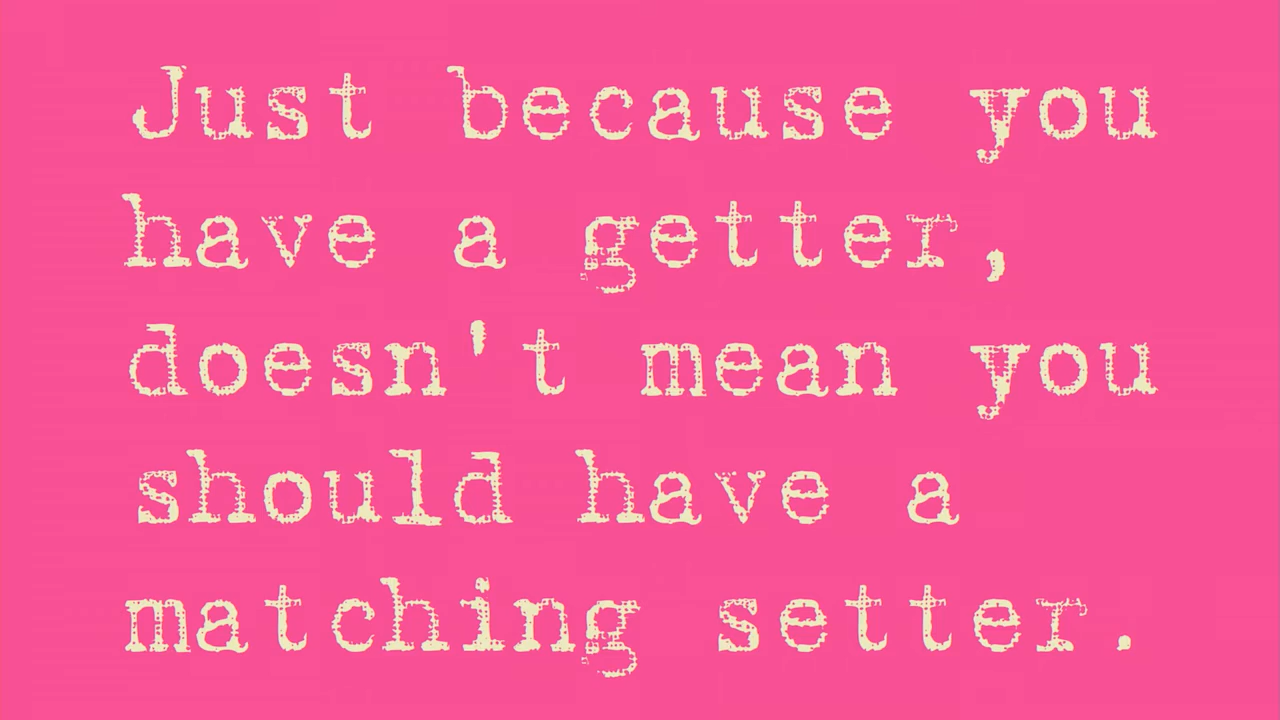 Just because you
have a getter,
doesn't mean you
should have a
matching setter.